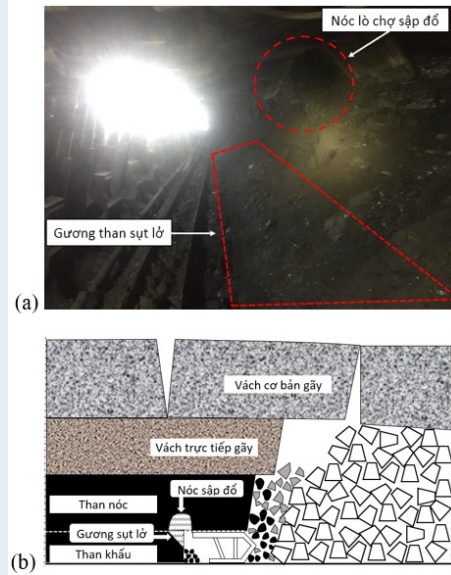 Nóc lò chợ sập đổ
Gương than sụt lở
(a)
Vách cơ bản gãy
Vách trực tiếp gãy
Nóc sập đổ
Than nóc
Gương sụt lở
Than khấu
(b)